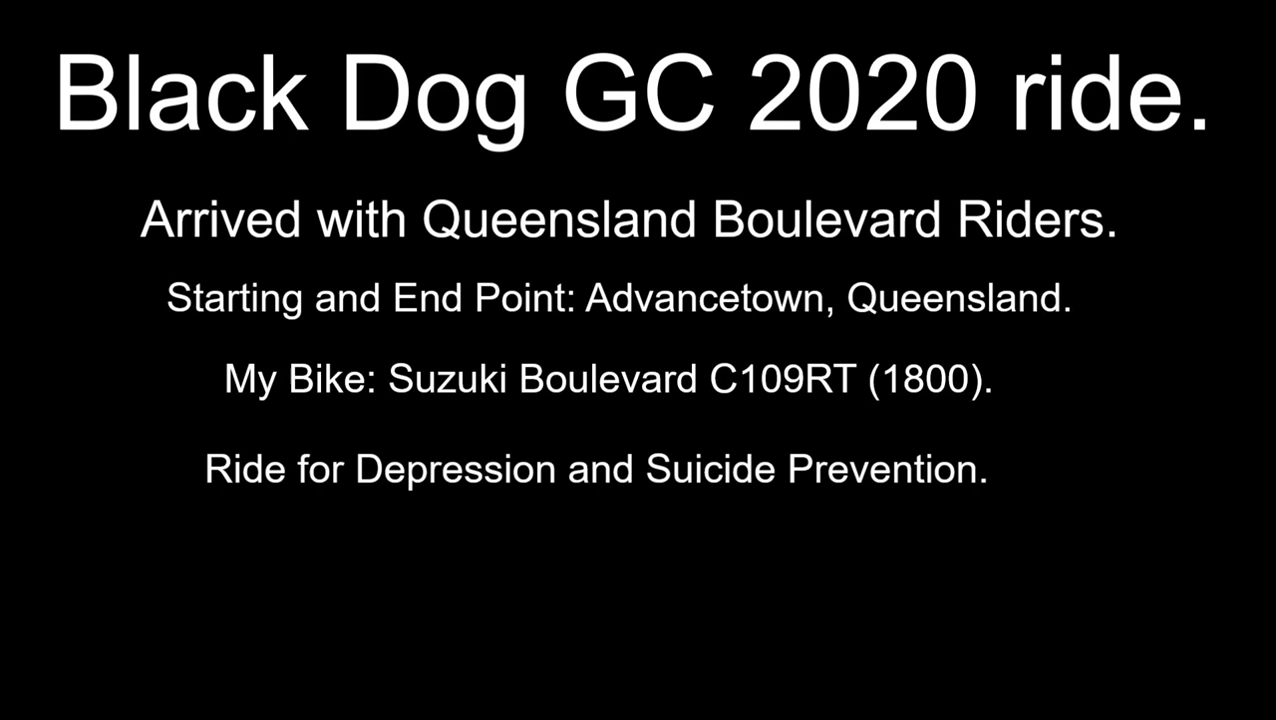 Black Dog GC 2020 ride.
Arrived with Queensland Boulevard Riders.
Starting and End Point: Advancetown, Queensland.
My Bike: Suzuki Boulevard C109RT (1800).
Ride for Depression and Suicide Prevention.